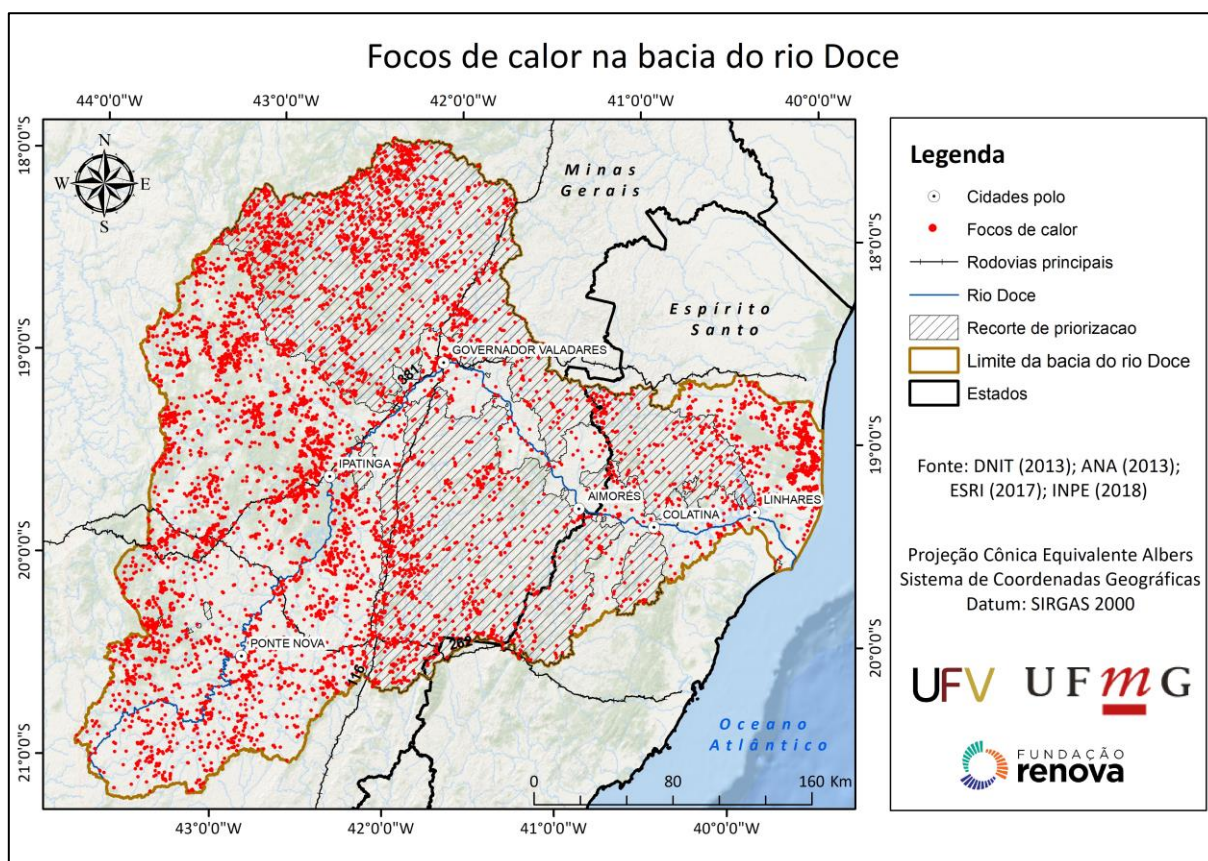 Focos de calor na bacia do rio Doce
44°0'0"W 43°0'0"W 42°0'0"W 41°0'0"W 40°0'0"W
18°0'0"S
19°0'0"S
20°0'0"S
21°0'0"S
N
W E
S
Minas
Gerais
Espírito
Santo
GOVERNADOR VALADARES
381
IPATINGA
AIMORÉS
COLATINA
LINHARES
PONTE NOVA
262
116
Oceano
Atlântico
0 80 160 Km
18°0'0"S
19°0'0"S
20°0'0"S
43°0'0"W 42°0'0"W 41°0'0"W 40°0'0"W
Legenda
Cidades polo
Focos de calor
Rodovias principais
Rio Doce
Recorte de priorizacao
Limite da bacia do rio Doce
Estados
Fonte: DNIT (2013); ANA (2013);
ESRI (2017); INPE (2018)
Projeção Cônica Equivalente Albers
Sistema de Coordenadas Geográficas
Datum: SIRGAS 2000
UFV UFmG
FUNDAÇÃO
renova